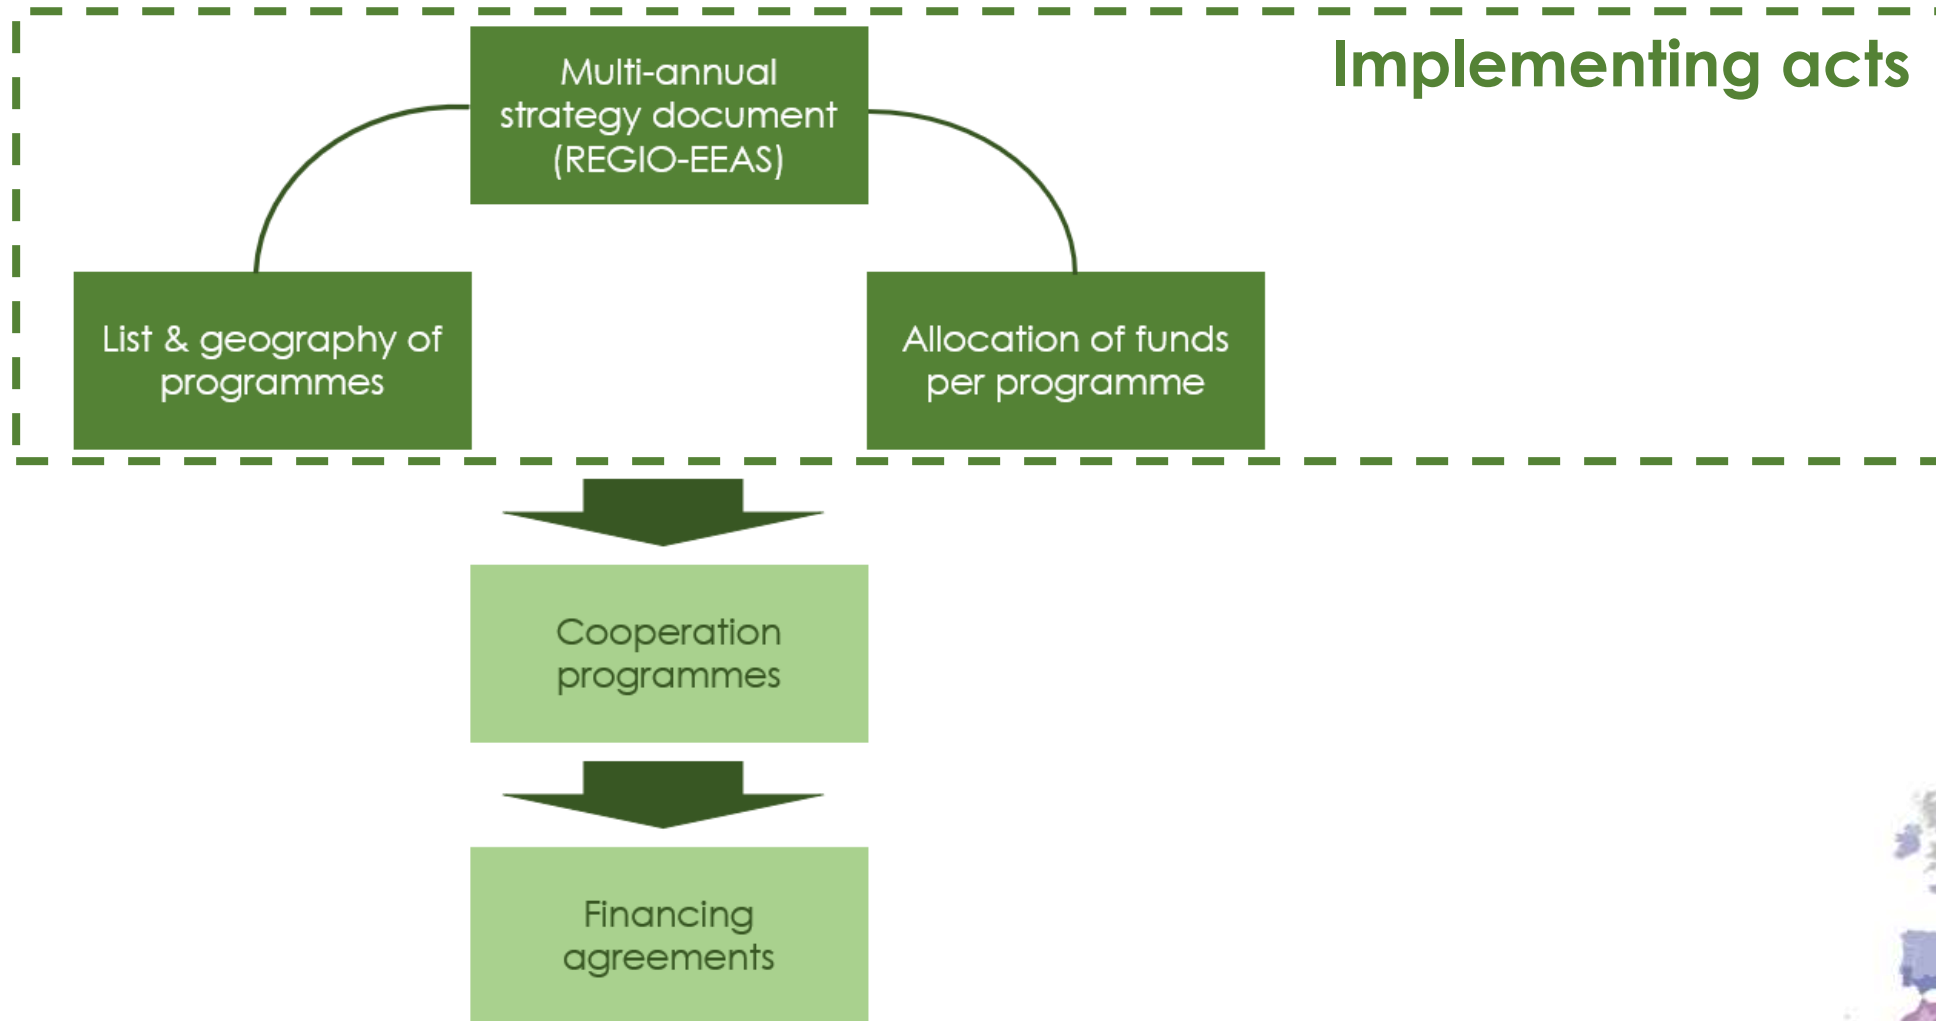 Implementing acts
Multi-annual
strategy document
(REGIO-EEAS)
List & geography of
programmes
Allocation of funds
per programme
Cooperation
programmes
Financing
agreements